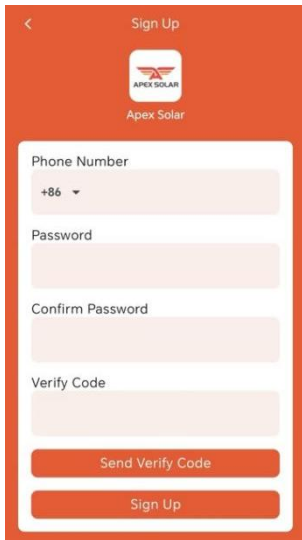 Sign Up
APEX SOLAR
Apex Solar
Phone Number
+86
Password
Confirm Password
Verify Code
Send Verify Code
Sign Up